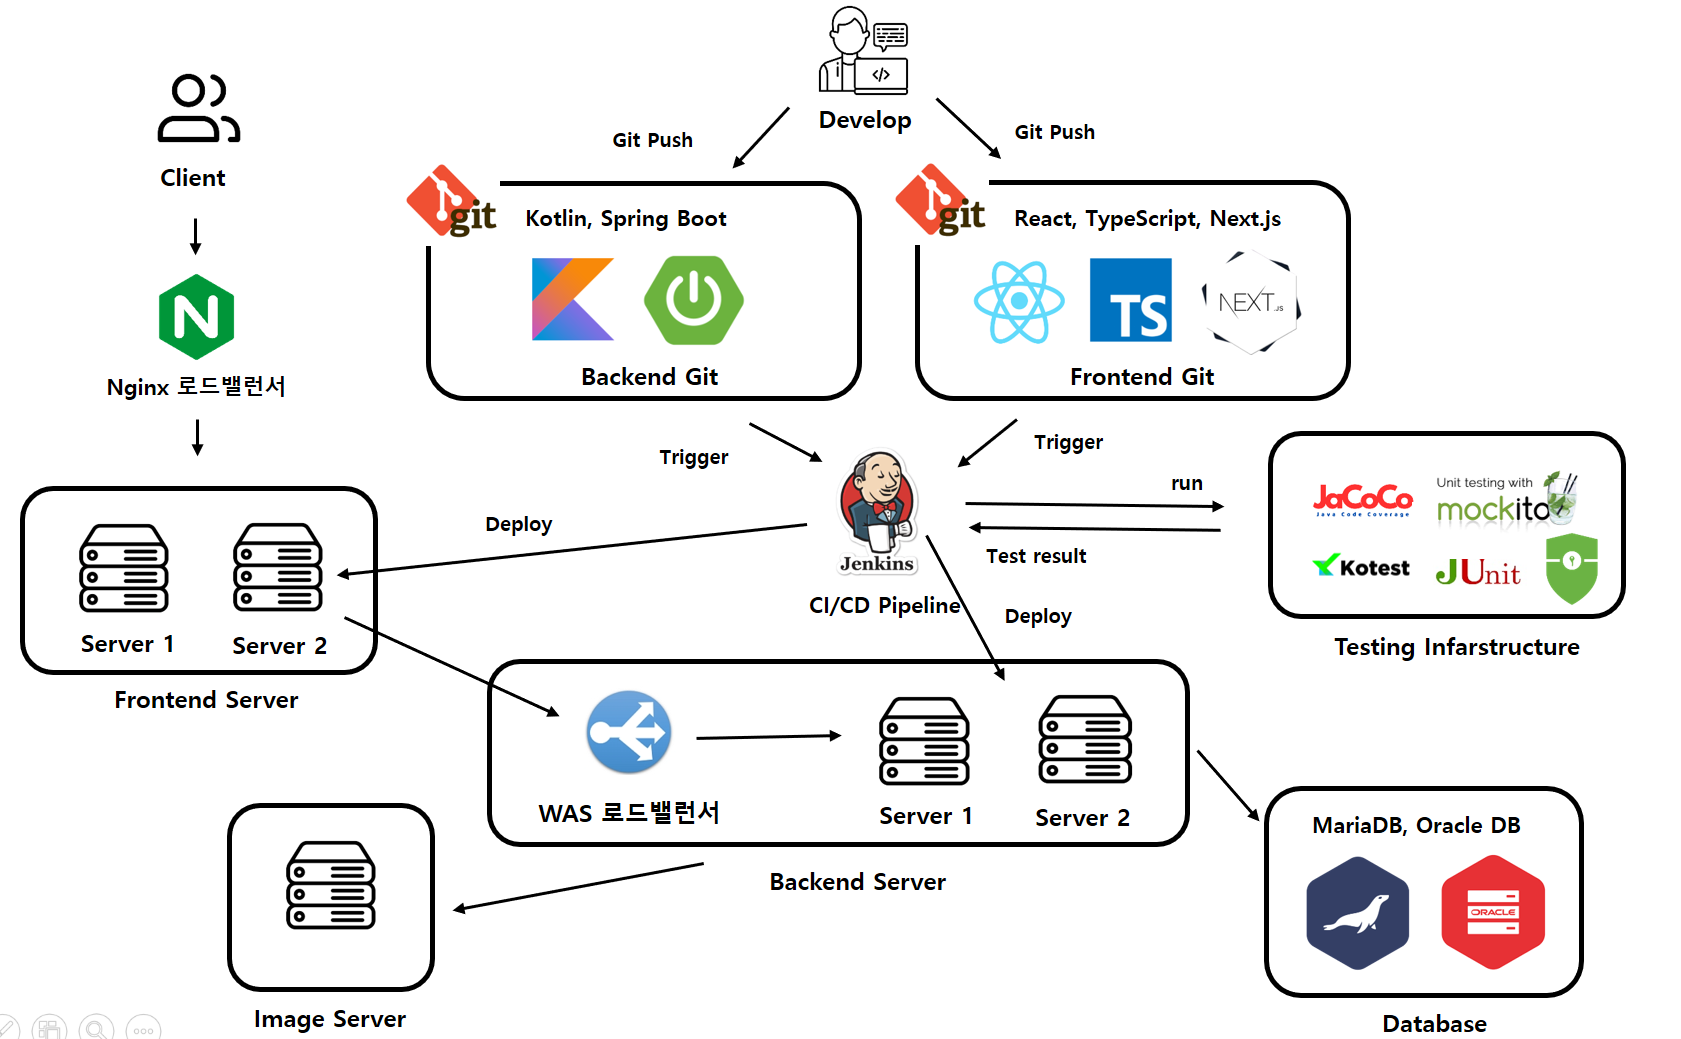 Develop
Git Push
Git Push
Client
git
Kotlin, Spring Boot
Backend Git
git
React, TypeScript, Next.js
TS
NEXT.js
Frontend Git
N
Nginx 로드밸런서
Trigger
Trigger
Jenkins
CI/CD Pipeline
run
Test result
JaCoCo
Java Code Coverage
Unit testing with
mockito
Kotest
JUnit
Testing Infarstructure
Deploy
Deploy
Server 1
Server 2
Frontend Server
WAS 로드밸런서
Server 1
Server 2
Backend Server
Image Server
MariaDB, Oracle DB
ORACLE
Database